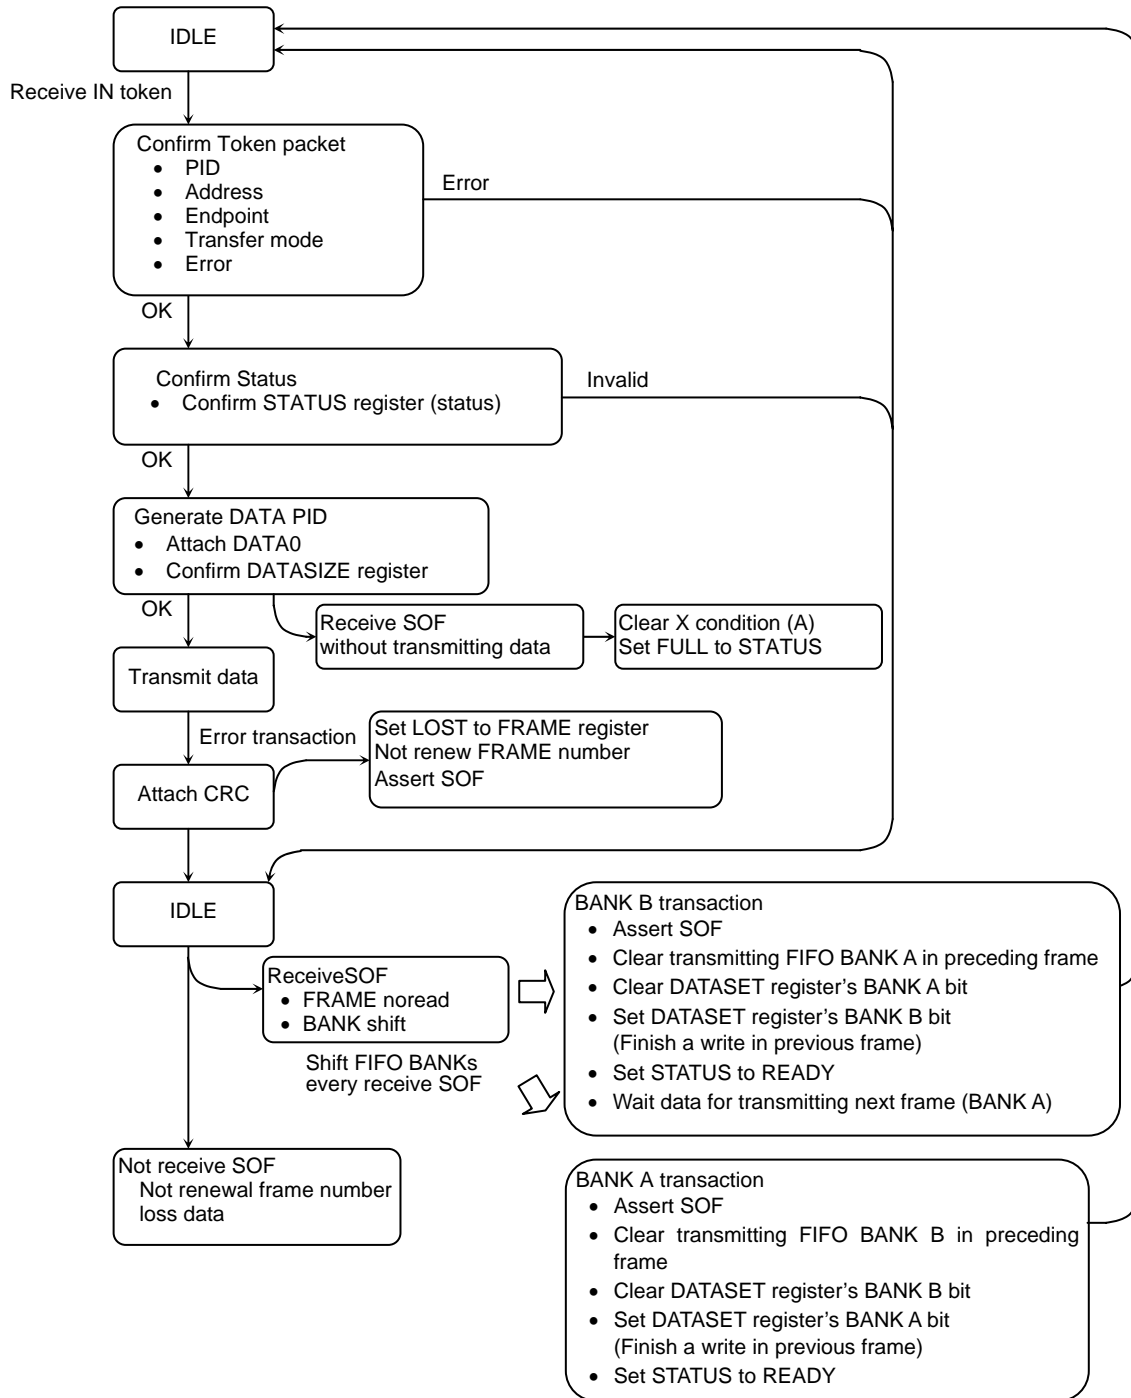 IDLE
Receive IN token
Confirm Token packet
• PID
• Address
• Endpoint
• Transfer mode
• Error
Error
OK
Confirm Status
• Confirm STATUS register (status)
Invalid
OK
Generate DATA PID
• Attach DATA0
• Confirm DATASIZE register
OK
Receive SOF
without transmitting data
Clear X condition (A)
Set FULL to STATUS
Transmit data
Error transaction
Set LOST to FRAME register
Not renew FRAME number
Assert SOF
Attach CRC
IDLE
ReceiveSOF
• FRAME noread
• BANK shift
Shift FIFO BANKs
every receive SOF
BANK B transaction
• Assert SOF
• Clear transmitting FIFO BANK A in preceding frame
• Clear DATASET register’s BANK A bit
• Set DATASET register’s BANK B bit
(Finish a write in previous frame)
• Set STATUS to READY
• Wait data for transmitting next frame (BANK A)
Not receive SOF
Not renewal frame number
loss data
BANK A transaction
• Assert SOF
• Clear transmitting FIFO BANK B in preceding
frame
• Clear DATASET register’s BANK B bit
• Set DATASET register’s BANK A bit
(Finish a write in previous frame)
• Set STATUS to READY